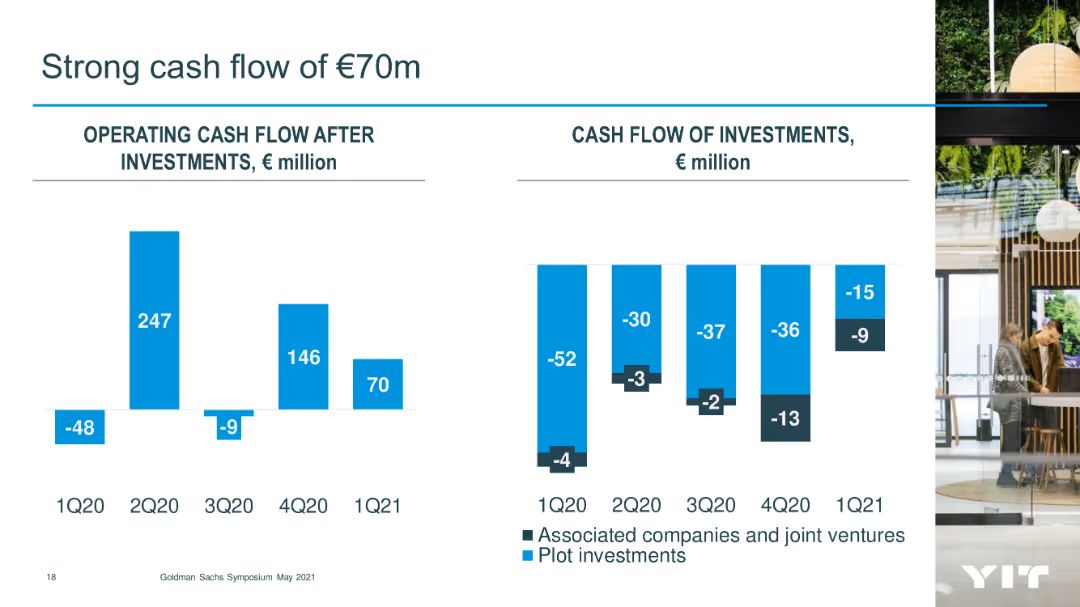 Strong cash flow of €70m
OPERATING CASH FLOW AFTER
INVESTMENTS, € million
247
146
70
-48
-9
1Q20 2Q20 3Q20 4Q20 1Q21
CASH FLOW OF INVESTMENTS,
€ million
-52 -30 -37 -36 -15
-4 -3 -2 -13 -9
1Q20 2Q20 3Q20 4Q20 1Q21
Associated companies and joint ventures
Plot investments
18
Goldman Sachs Symposium May 2021
YIT